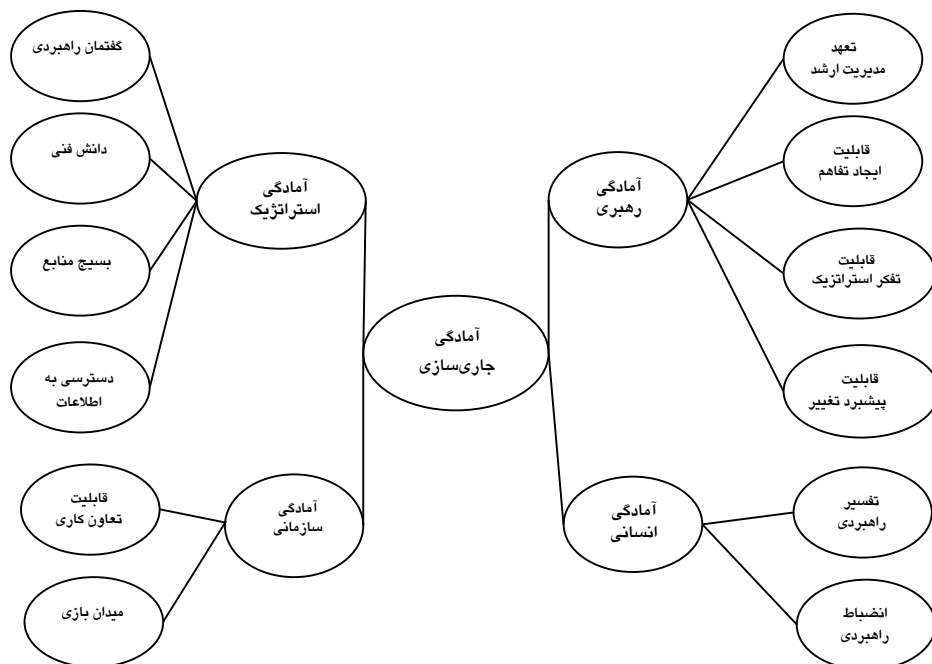 تعهد
مدیریت ارشد
قابلیت
ایجاد تفاهم
قابلیت
تفکر استراتژیک
قابلیت
پیشبرد تغییر
آمادگی
رهبری
تفسیر
راهبردی
انضباط
راهبردی
آمادگی
انسانی
آمادگی
جاری‌سازی
آمادگی
استراتژیک
گفتمان راهبردی
دانش فنی
بسیج منابع
دسترسی به
اطلاعات
آمادگی
سازمانی
قابلیت
تعاون کاری
میدان بازی